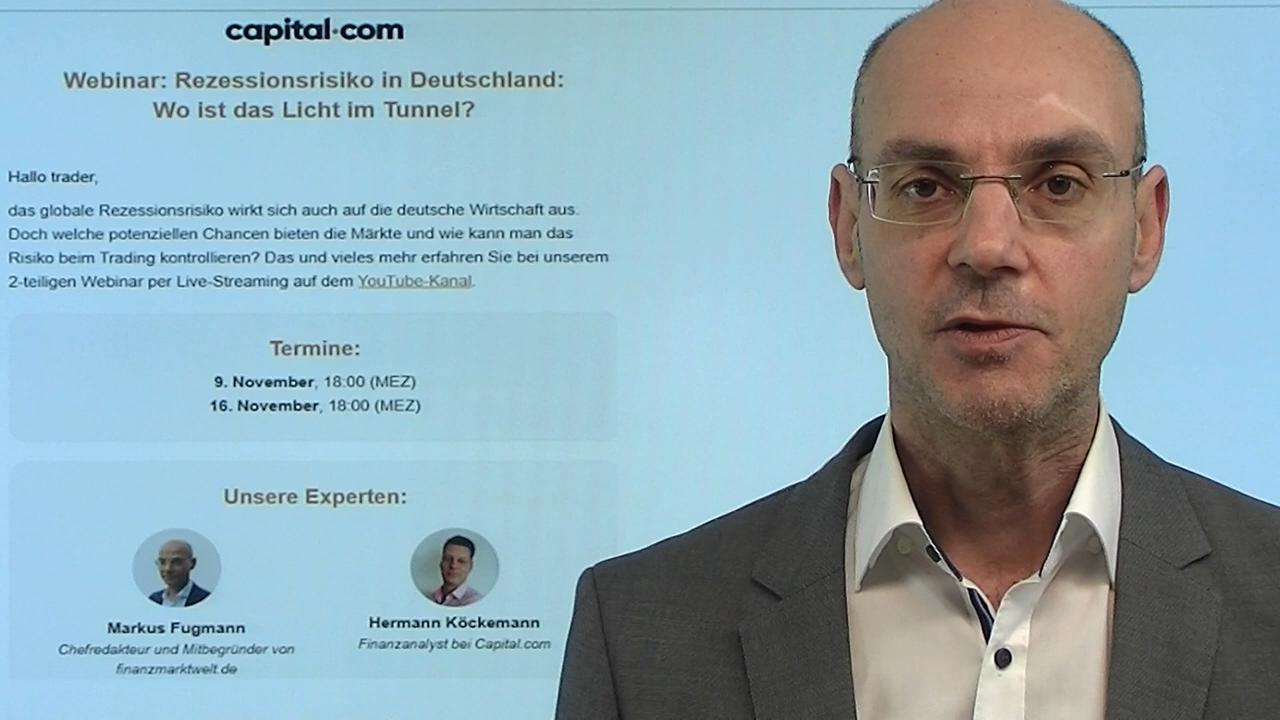 capital·com
Webinar: Rezessionsrisiko in Deutschland:
Wo ist das Licht im Tunnel?
Hallo trader,
das globale Rezessionsrisiko wirkt sich auch auf die deutsche Wirtschaft aus.
Doch welche potenziellen Chancen bieten die Märkte und wie kann man das
Risiko beim Trading kontrollieren? Das und vieles mehr erfahren Sie bei unserem
2-teiligen Webinar per Live-Streaming auf dem YouTube-Kanal.
Termine:
9. November, 18:00 (MEZ)
16. November, 18:00 (MEZ)
Unsere Experten:
Markus Fugmann
Chefredakteur und Mitbegründer von
finanzmarktwelt.de
Hermann Köckemann
Finanzanalyst bei Capital.com